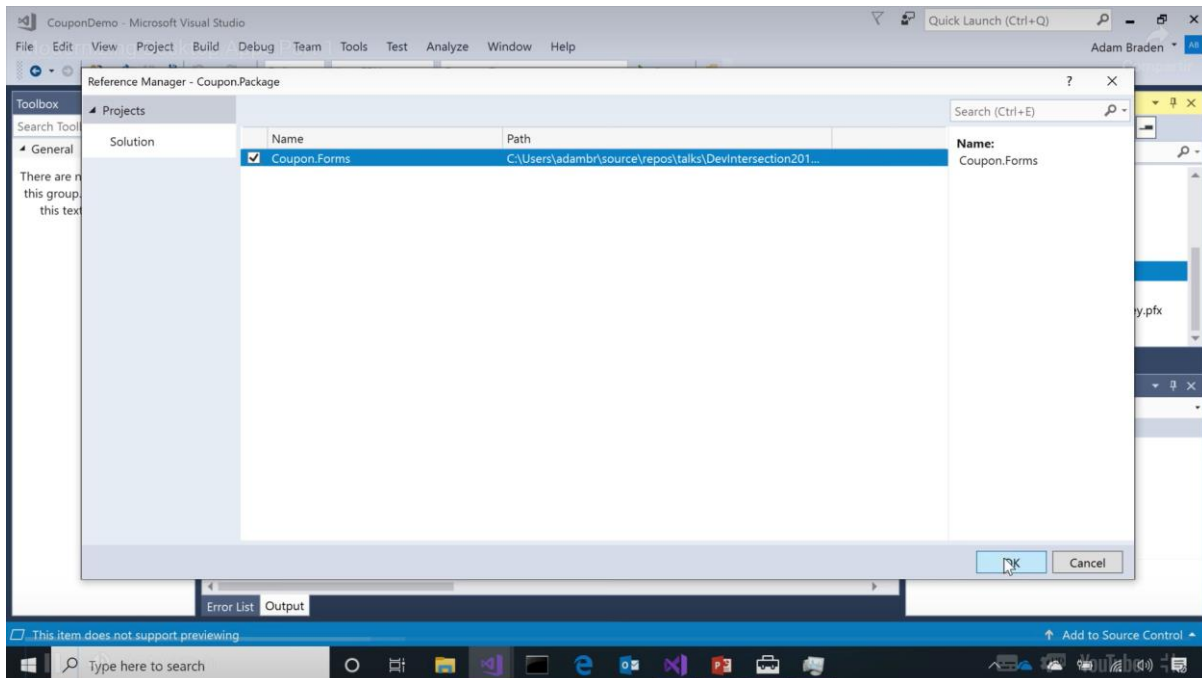 CouponDemo - Microsoft Visual Studio
Quick Launch (Ctrl+Q)
File Edit View Project Build Debug Team Tools Test Analyze Window Help
Adam Braden AB
Reference Manager - Coupon.Package ? ×
Toolbox
Search Tool
General
There are n
this group.
this text
Projects
Solution
Search (Ctrl+E)
Name Path
Coupon.Forms C:\Users\adambr\source\repos\talks\DevIntersection201...
Name:
Coupon.Forms
y.pfx
OK Cancel
Error List Output
This item does not support previewing
Add to Source Control
Type here to search
YouTube